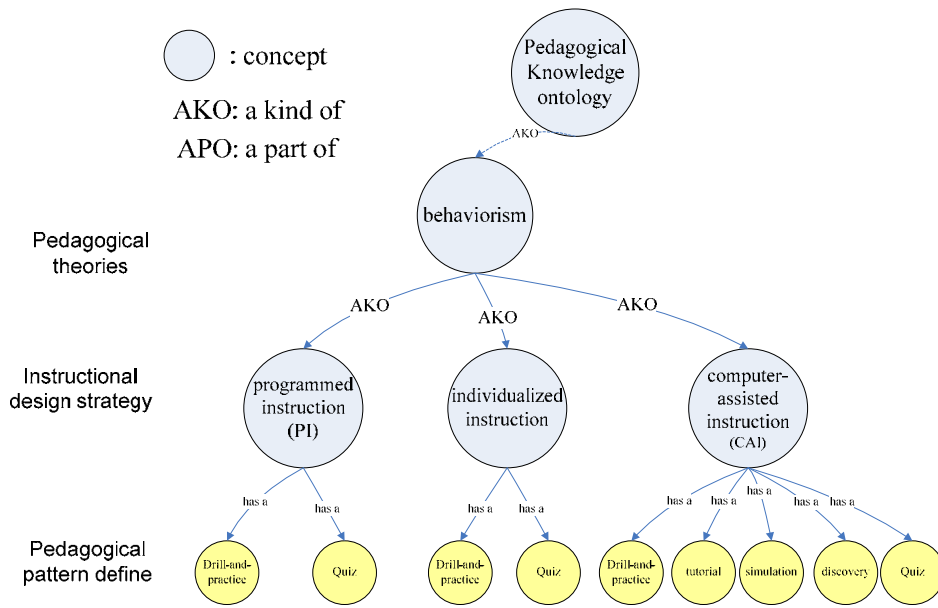 : concept
AKO: a kind of
APO: a part of
Pedagogical
Knowledge
ontology
AKO
behaviorism
Pedagogical
theories
AKO
AKO
AKO
Instructional
design strategy
programmed
instruction
(PI)
individualized
instruction
computer-
assisted
instruction
(CAI)
has a
has a
has a
has a
has a
has a
has a
has a
has a
Pedagogical
pattern define
Drill-and-
practice
Quiz
Drill-and-
practice
Quiz
Drill-and-
practice
tutorial
simulation
discovery
Quiz